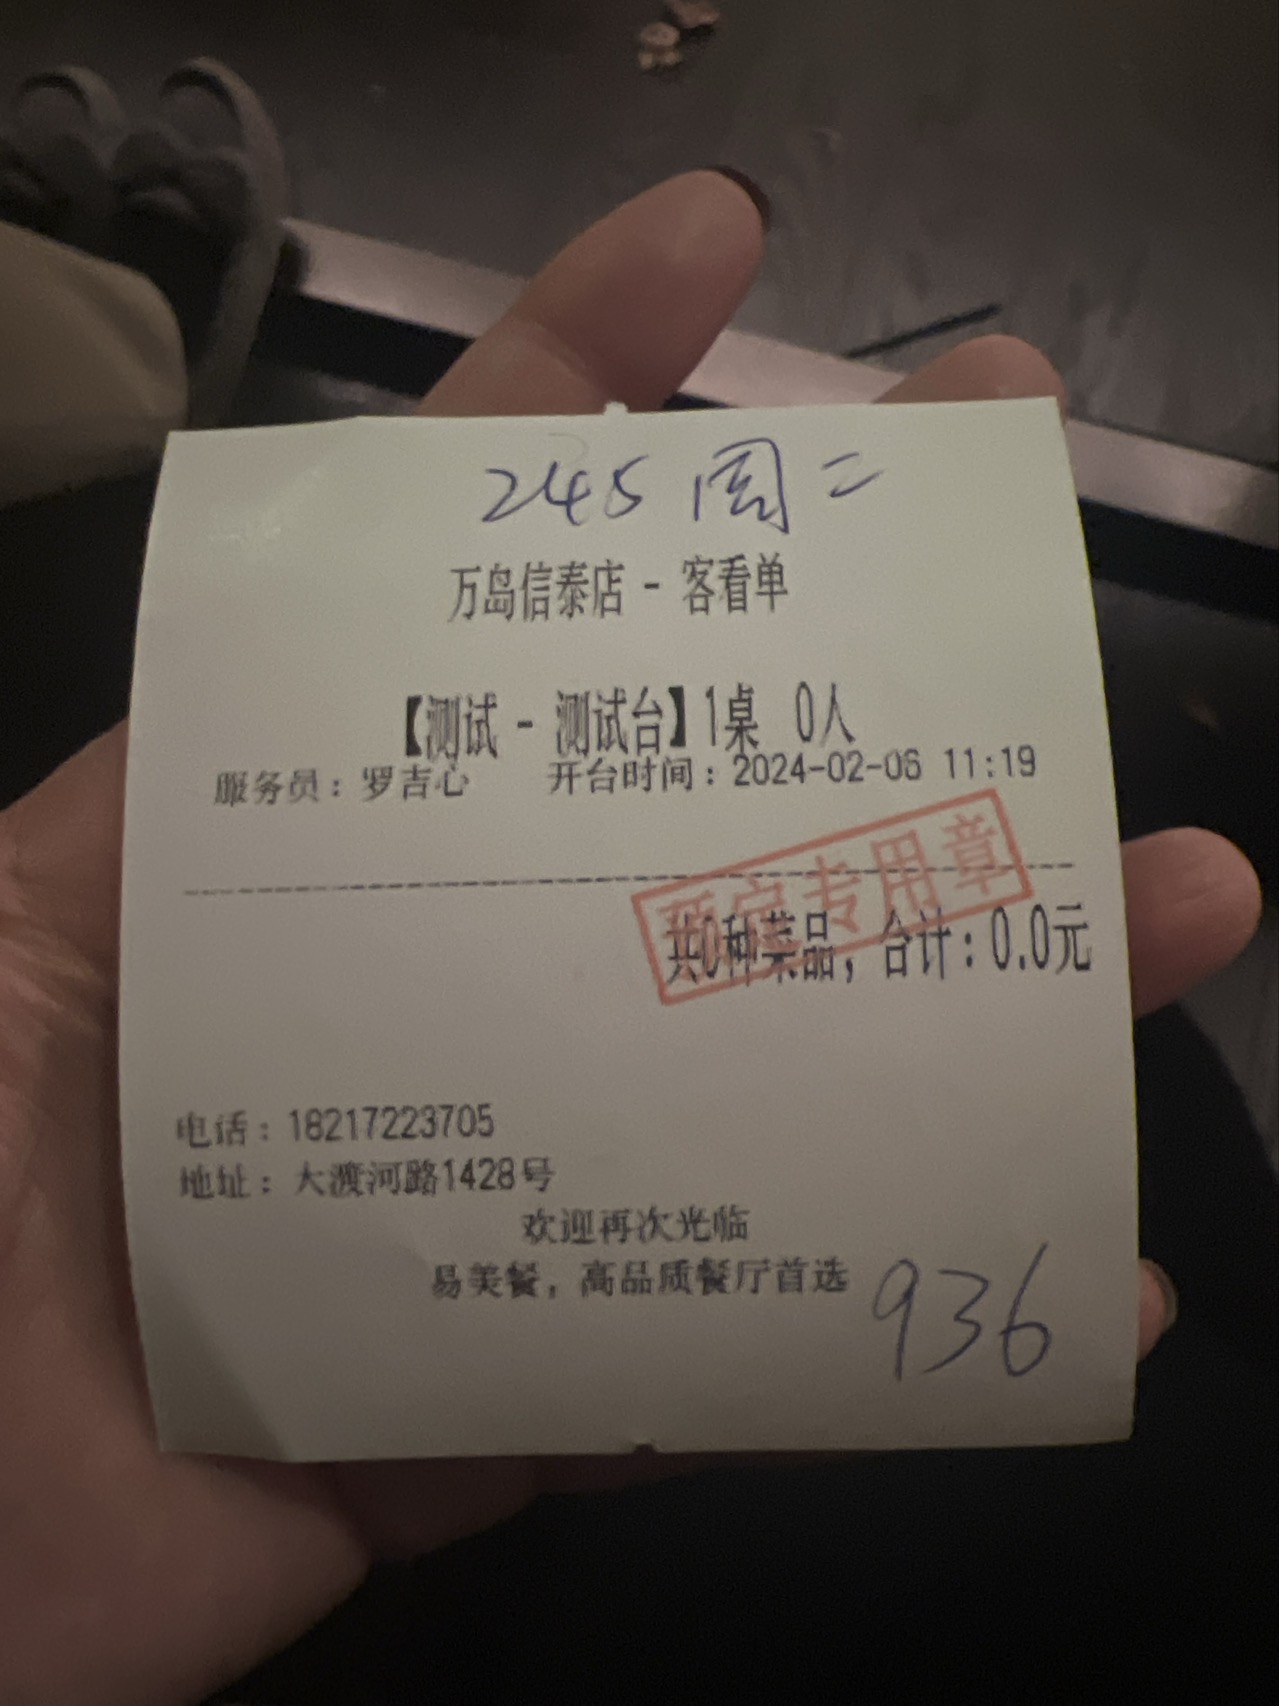 245 周二
万岛信泰店 - 客看单
【测试 - 测试台】1桌 0人
服务员：罗吉心 开台时间：2024-02-06 11:19
预定专用章
共0种菜品，合计：0.0元
电话：18217223705
地址：大渡河路1428号
欢迎再次光临
易美餐，高品质餐厅首选
936